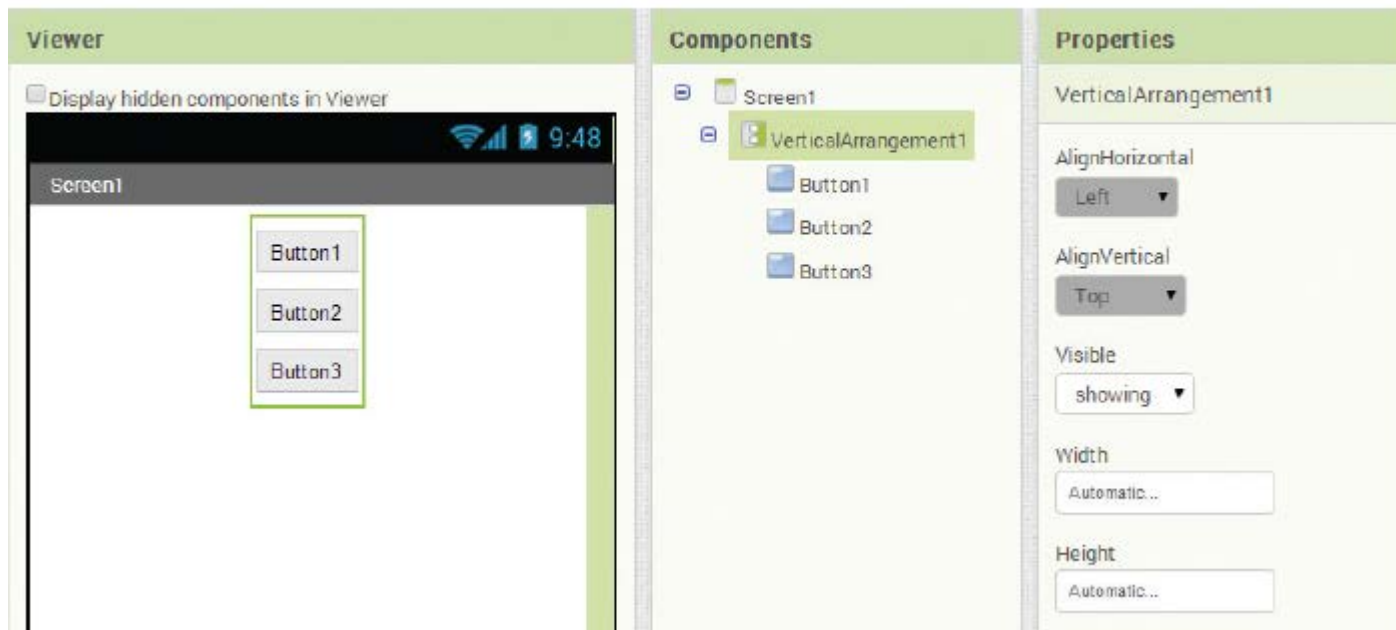 Viewer
Display hidden components in Viewer
9:48
Screen1
Button1
Button2
Button3
Components
Screen1
VerticalArrangement1
Button1
Button2
Button3
Properties
VerticalArrangement1
AlignHorizontal
Left
AlignVertical
Top
Visible
showing
Width
Automatic...
Height
Automatic...